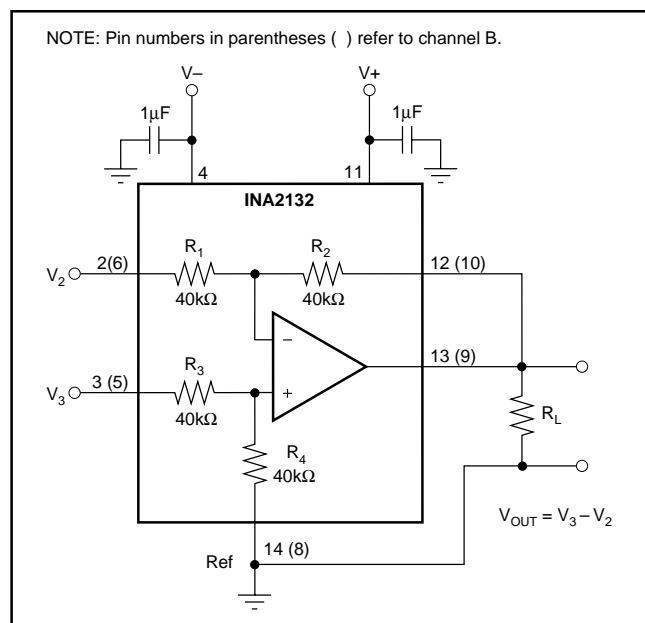 NOTE: Pin numbers in parentheses ( ) refer to channel B.
V– V+
1µF 1µF
4 11
INA2132
R1 R2
2(6) 12 (10)
V2
40kΩ 40kΩ
–
13 (9)
3 (5) R3
V3 +
40kΩ RL
R4
40kΩ
VOUT = V3 – V2
14 (8)
Ref